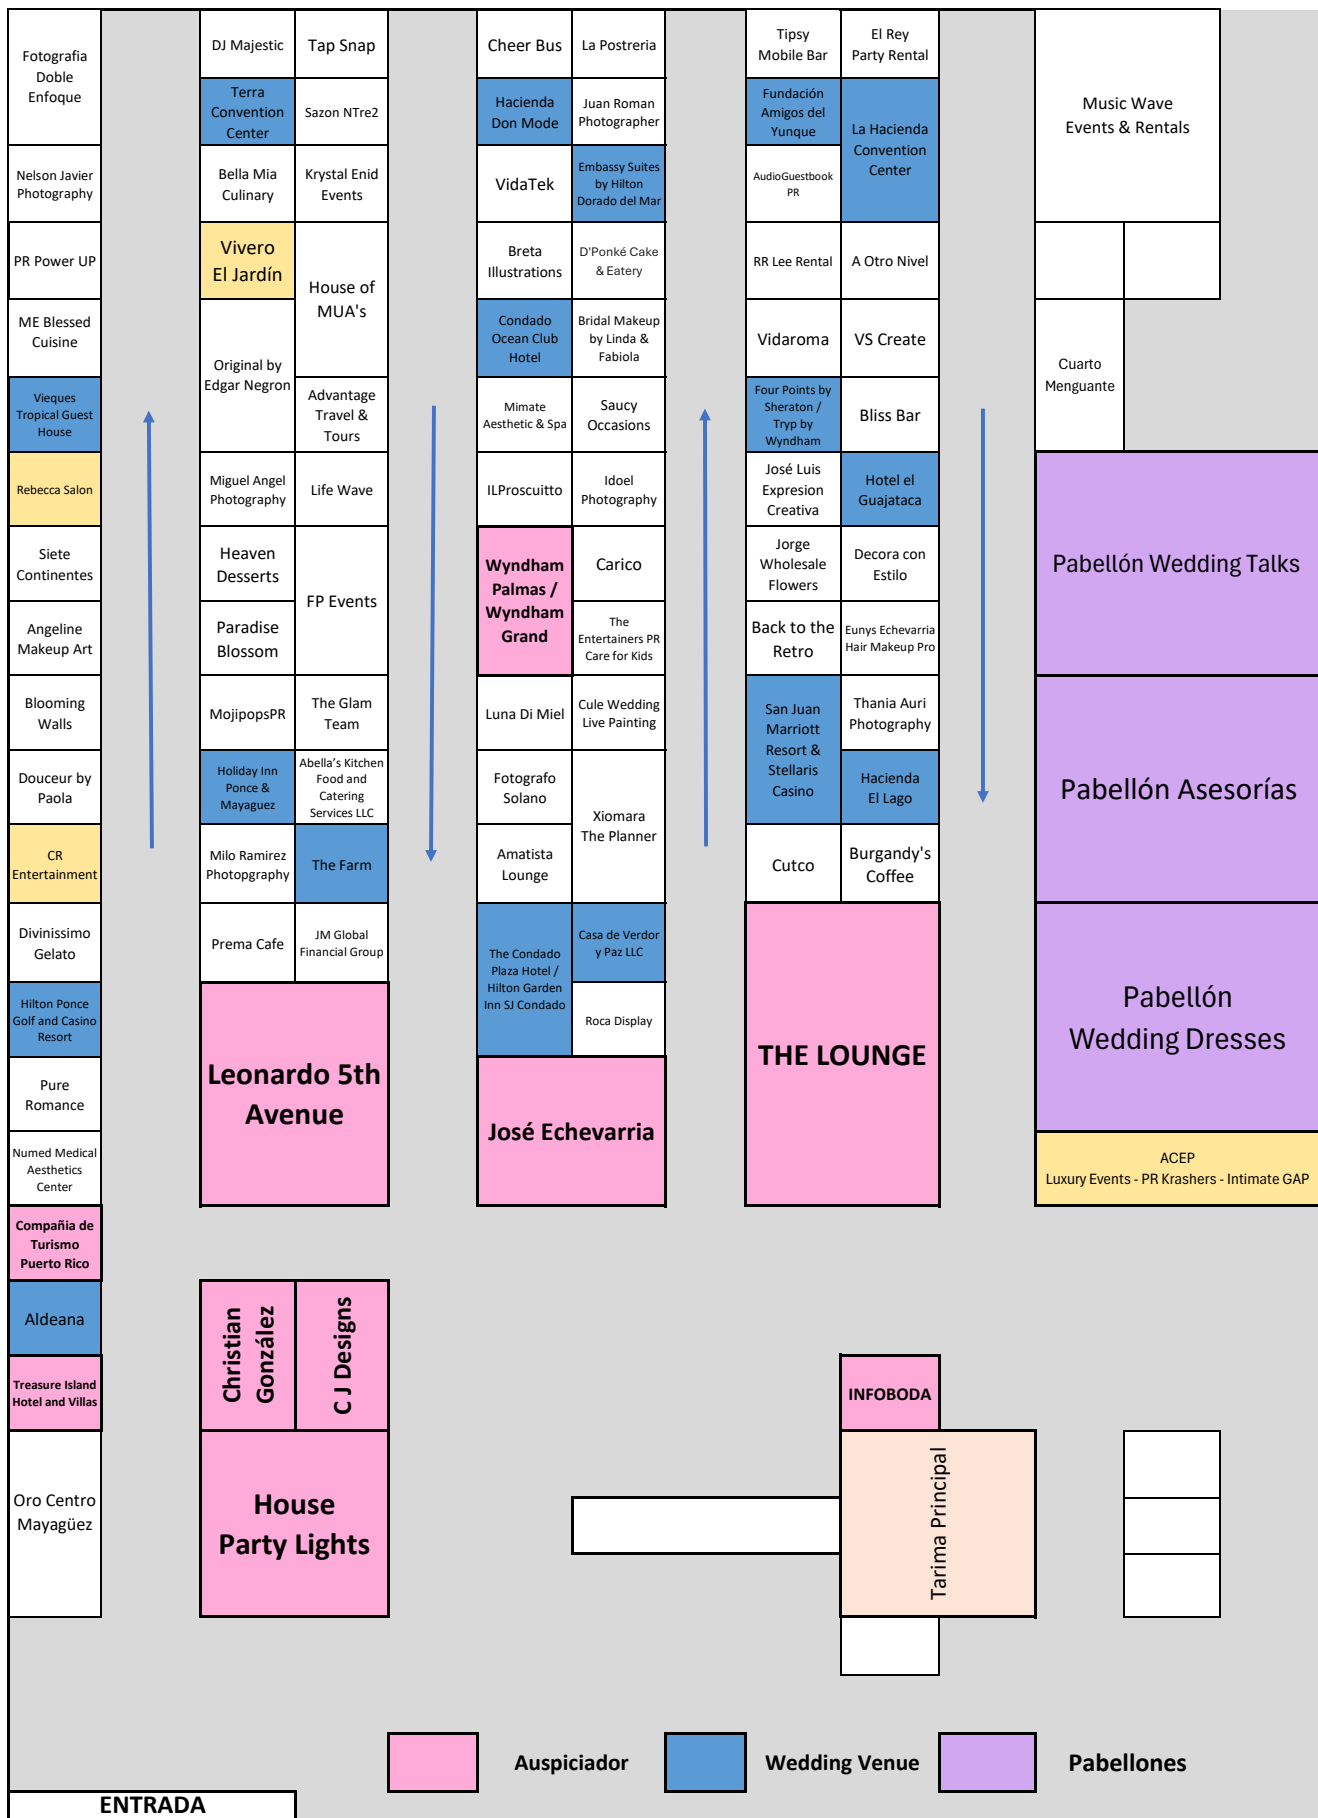 Fotografia
Doble
Enfoque
Nelson Javier
Photography
PR Power UP
ME Blessed
Cuisine
Vieques
Tropical Guest
House
Rebecca Salon
Siete
Continentes
Angeline
Makeup Art
Blooming
Walls
Douceur by
Paola
CR
Entertainment
Divinissimo
Gelato
Hilton Ponce
Golf and Casino
Resort
Pure
Romance
Numed Medical
Aesthetics
Center
Compañia de
Turismo
Puerto Rico
Aldeana
Treasure Island
Hotel and Villas
Oro Centro
Mayagüez
DJ Majestic
Terra
Convention
Center
Bella Mia
Culinary
Vivero
El Jardín
Original by
Edgar Negron
Miguel Angel
Photography
Heaven
Desserts
Paradise
Blossom
MojipopsPR
Holiday Inn
Ponce &
Mayaguez
Milo Ramirez
Photopgraphy
Prema Cafe
Tap Snap
Sazon NTre2
Krystal Enid
Events
House of
MUA's
Advantage
Travel &
Tours
Life Wave
FP Events
The Glam
Team
Abella's Kitchen
Food and
Catering
Services LLC
The Farm
JM Global
Financial Group
Leonardo 5th
Avenue
Christian
González
C J Designs
House
Party Lights
Cheer Bus
Hacienda
Don Mode
VidaTek
Breta
Illustrations
Condado
Ocean Club
Hotel
Mimate
Aesthetic & Spa
ILProscuitto
Wyndham
Palmas /
Wyndham
Grand
Luna Di Miel
Fotografo
Solano
Amatista
Lounge
The Condado
Plaza Hotel /
Hilton Garden
Inn SJ Condado
La Postreria
Juan Roman
Photographer
Embassy Suites
by Hilton
Dorado del Mar
D'Ponké Cake
& Eatery
Bridal Makeup
by Linda &
Fabiola
Saucy
Occasions
Idoel
Photography
Carico
The
Entertainers PR
Care for Kids
Cule Wedding
Live Painting
Xiomara
The Planner
Casa de Verdor
y Paz LLC
Roca Display
José Echevarria
Tipsy
Mobile Bar
Fundación
Amigos del
Yunque
AudioGuestbook
PR
RR Lee Rental
Vidaroma
Four Points by
Sheraton /
Tryp by
Wyndham
José Luis
Expresion
Creativa
Jorge
Wholesale
Flowers
Back to the
Retro
San Juan
Marriott
Resort &
Stellaris
Casino
Cutco
El Rey
Party Rental
La Hacienda
Convention
Center
A Otro Nivel
VS Create
Bliss Bar
Hotel el
Guajataca
Decora con
Estilo
Eunys Echevarria
Hair Makeup Pro
Thania Auri
Photography
Hacienda
El Lago
Burgandy's
Coffee
THE LOUNGE
INFOBODA
Tarima Principal
Music Wave
Events & Rentals
Cuarto
Menguante
Pabellón Wedding Talks
Pabellón Asesorías
Pabellón
Wedding Dresses
ACEP
Luxury Events - PR Krashers - Intimate GAP
Auspiciador
Wedding Venue
Pabellones
ENTRADA